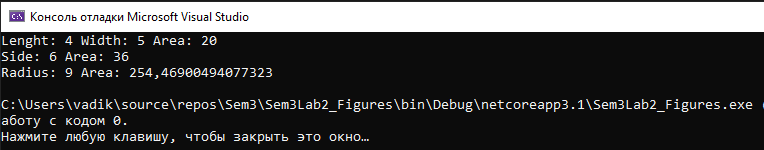 Консоль отладки Microsoft Visual Studio
Lenght: 4 Width: 5 Area: 20
Side: 6 Area: 36
Radius: 9 Area: 254,46900494077323
C:\Users\vadik\source\repos\Sem3\Sem3Lab2_Figures\bin\Debug\netcoreapp3.1\Sem3Lab2_Figures.exe (
аботу с кодом 0.
Нажмите любую клавишу, чтобы закрыть это окно…